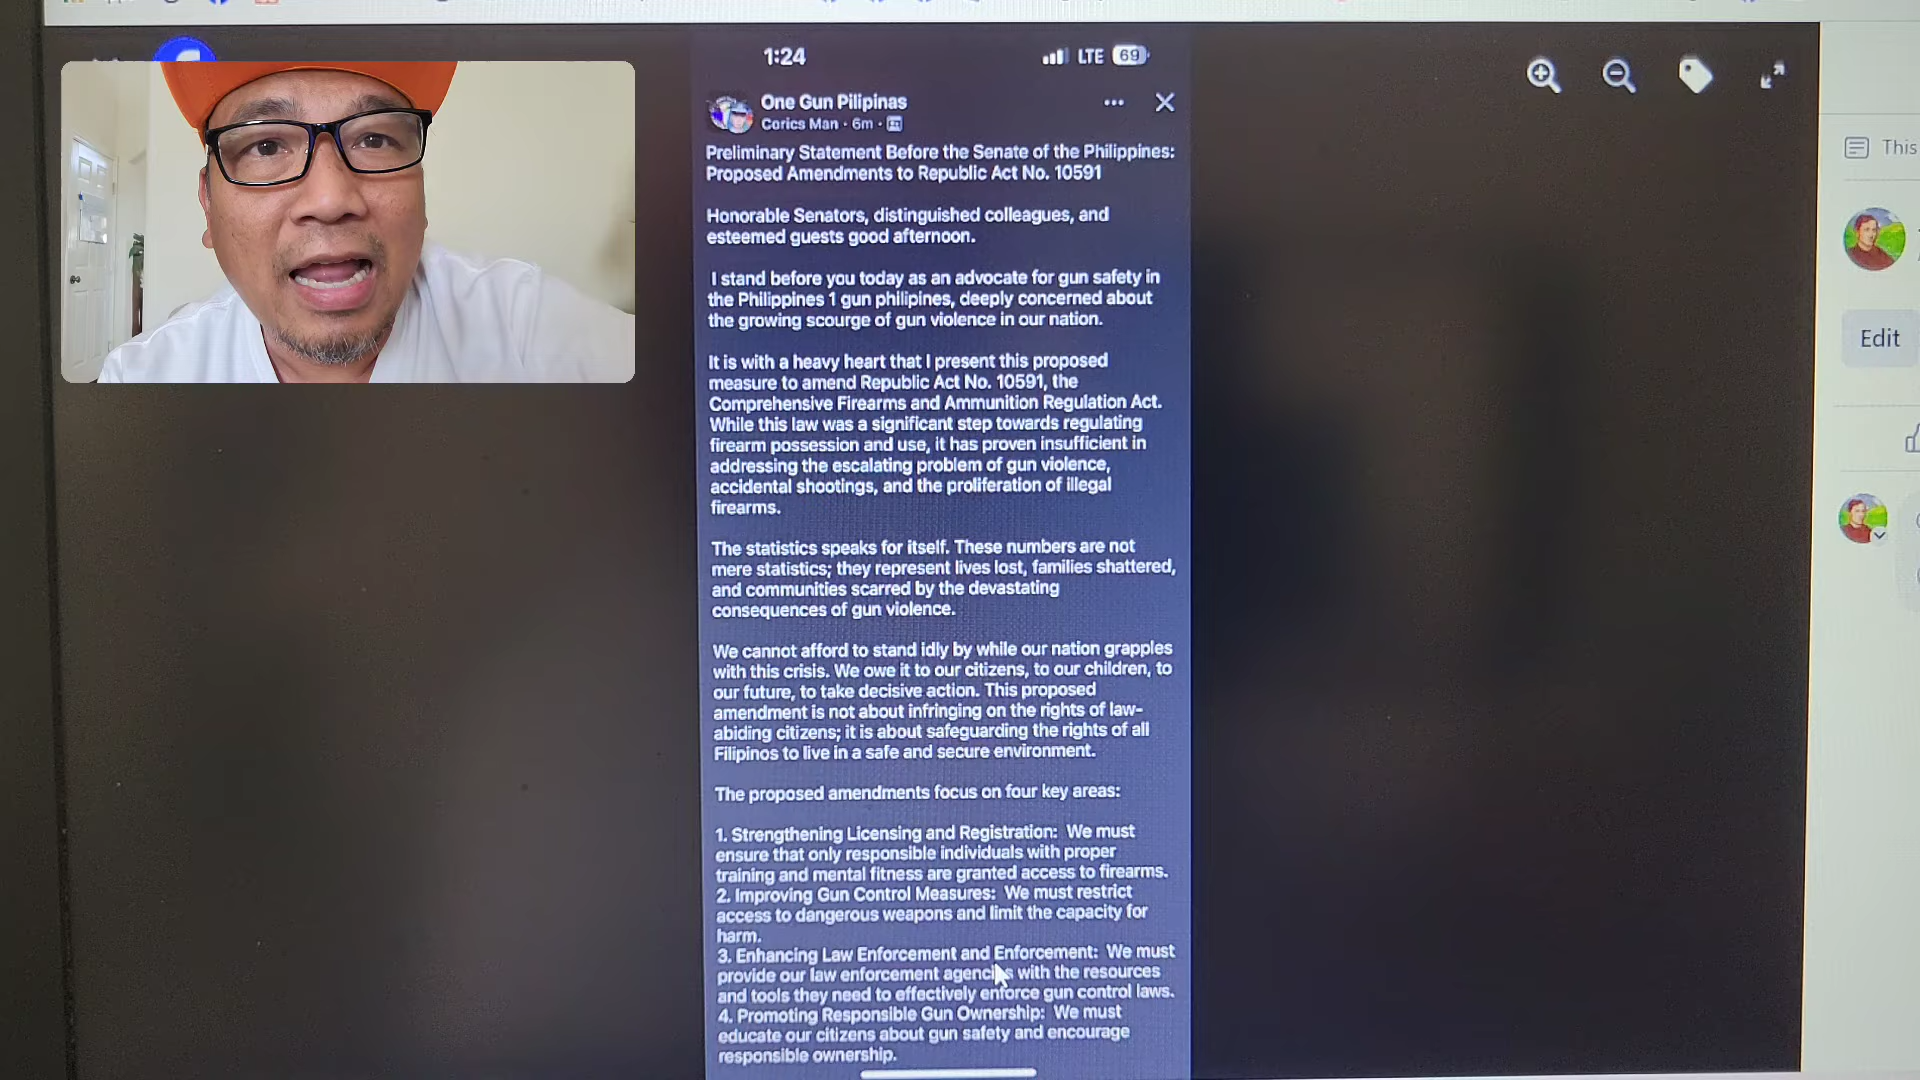 1:24
LTE 69
One Gun Pilipinas
Corics Man · 6m ·
Preliminary Statement Before the Senate of the Philippines:
Proposed Amendments to Republic Act No. 10591
Honorable Senators, distinguished colleagues, and
esteemed guests good afternoon.
I stand before you today as an advocate for gun safety in
the Philippines 1 gun philipines, deeply concerned about
the growing scourge of gun violence in our nation.
It is with a heavy heart that I present this proposed
measure to amend Republic Act No. 10591, the
Comprehensive Firearms and Ammunition Regulation Act.
While this law was a significant step towards regulating
firearm possession and use, it has proven insufficient in
addressing the escalating problem of gun violence,
accidental shootings, and the proliferation of illegal
firearms.
The statistics speaks for itself. These numbers are not
mere statistics; they represent lives lost, families shattered,
and communities scarred by the devastating
consequences of gun violence.
We cannot afford to stand idly by while our nation grapples
with this crisis. We owe it to our citizens, to our children, to
our future, to take decisive action. This proposed
amendment is not about infringing on the rights of law-
abiding citizens; it is about safeguarding the rights of all
Filipinos to live in a safe and secure environment.
The proposed amendments focus on four key areas:
1. Strengthening Licensing and Registration: We must
ensure that only responsible individuals with proper
training and mental fitness are granted access to firearms.
2. Improving Gun Control Measures: We must restrict
access to dangerous weapons and limit the capacity for
harm.
3. Enhancing Law Enforcement and Enforcement: We must
provide our law enforcement agencies with the resources
and tools they need to effectively enforce gun control laws.
4. Promoting Responsible Gun Ownership: We must
educate our citizens about gun safety and encourage
responsible ownership.
This
Edit